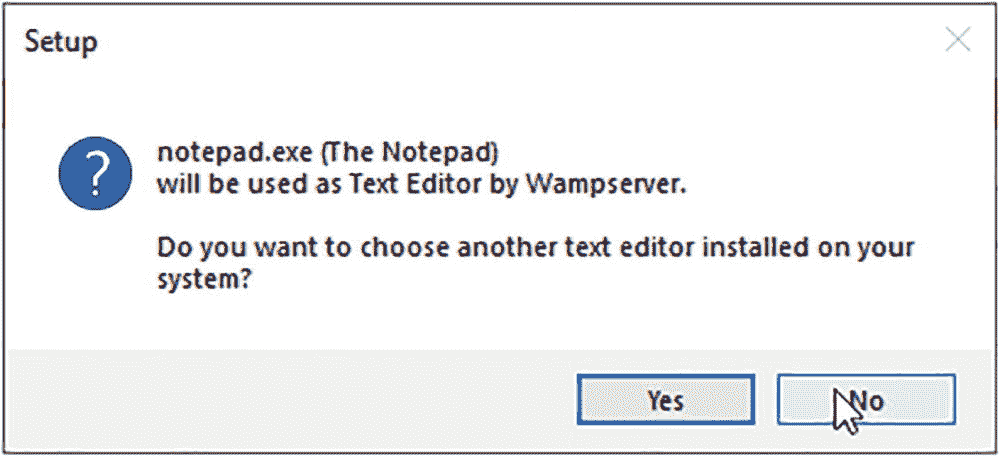 Setup
notepad.exe (The Notepad)
will be used as Text Editor by Wampserver.
Do you want to choose another text editor installed on your
system?
Yes
No